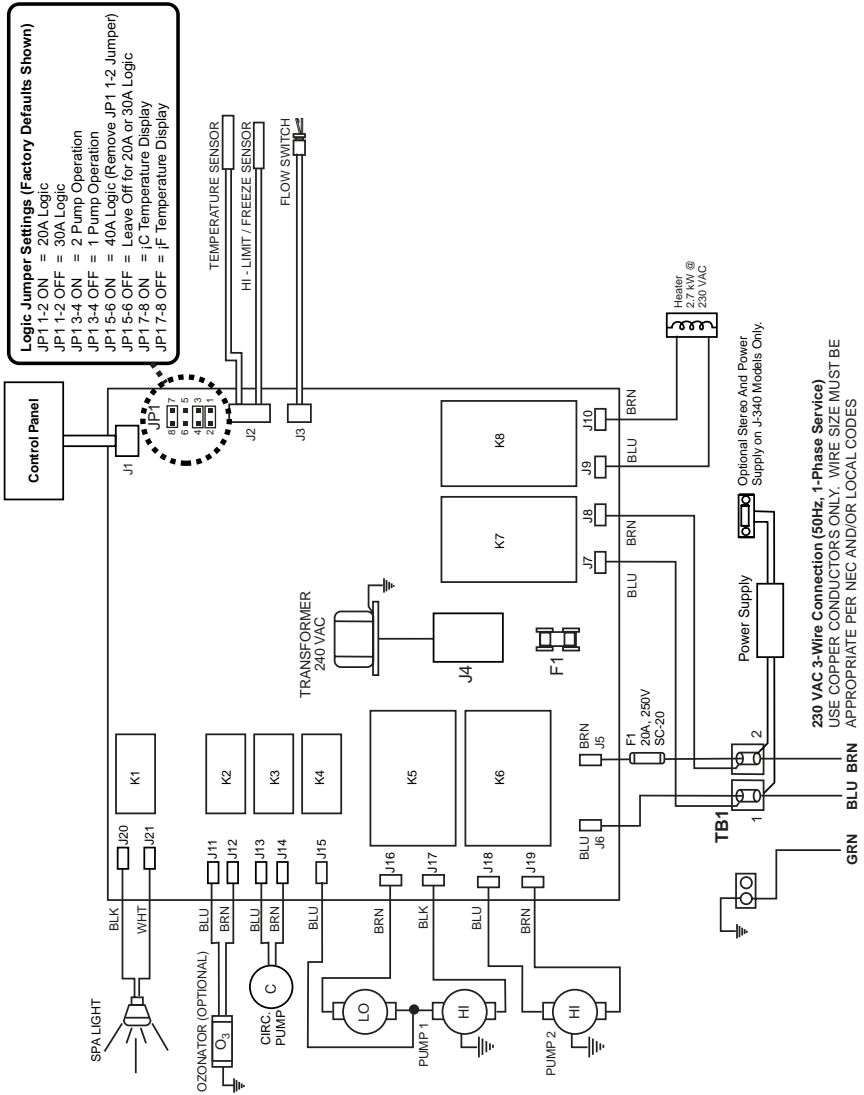 Control Panel
Logic Jumper Settings (Factory Defaults Shown)
JP1 1-2 ON = 20A Logic
JP1 1-2 OFF = 30A Logic
JP1 3-4 ON = 2 Pump Operation
JP1 3-4 OFF = 1 Pump Operation
JP1 5-6 ON = 40A Logic (Remove JP1 1-2 Jumper)
JP1 5-6 OFF = Leave Off for 20A or 30A Logic
JP1 7-8 ON = ¡C Temperature Display
JP1 7-8 OFF = ¡F Temperature Display
J1
JP1
8 7
6 5
4 3
2 1
J2
J3
TEMPERATURE SENSOR
HI - LIMIT / FREEZE SENSOR
FLOW SWITCH
SPA LIGHT
BLK
WHT
J20
J21
K1
OZONATOR (OPTIONAL)
O3
BLU
BRN
J11
J12
K2
CIRC.
PUMP
C
BLU
BRN
J13
J14
K3
BLU
J15
K4
TRANSFORMER
240 VAC
J4
F1
LO
HI
PUMP 1
BRN
BLK
J16
J17
K5
PUMP 2
HI
BLU
BRN
J18
J19
K6
K7
K8
BLU
J6
BRN
J5
J7
J8
J9
J10
BLU
BRN
BLU
BRN
F1
20A, 250V
SC-20
Heater
2.7 kW @
230 VAC
TB1
1
2
Power Supply
Optional Stereo And Power
Supply on J-340 Models Only.
GRN
BLU
BRN
230 VAC 3-Wire Connection (50Hz, 1-Phase Service)
USE COPPER CONDUCTORS ONLY. WIRE SIZE MUST BE
APPROPRIATE PER NEC AND/OR LOCAL CODES